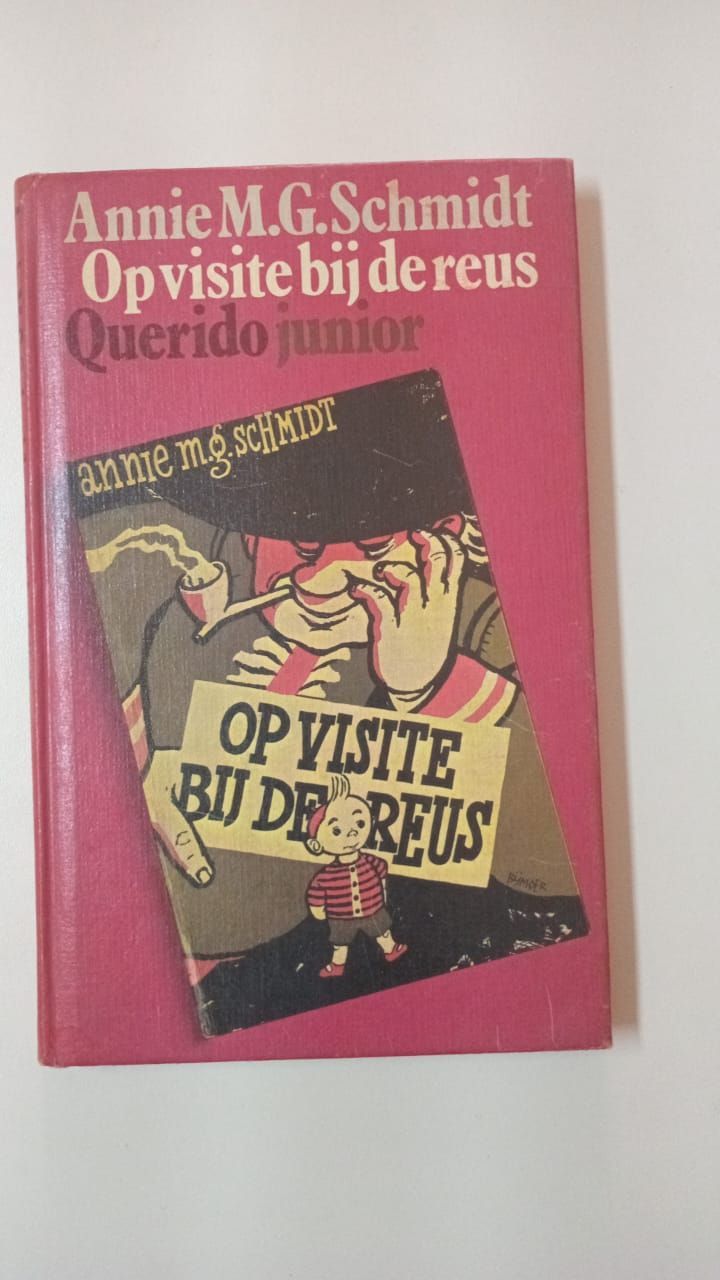 Annie M.G. Schmidt
Op visite bij de reus
Querido junior
annie m.g. scHMIDT
OP VISITE
BIJ DE REUS